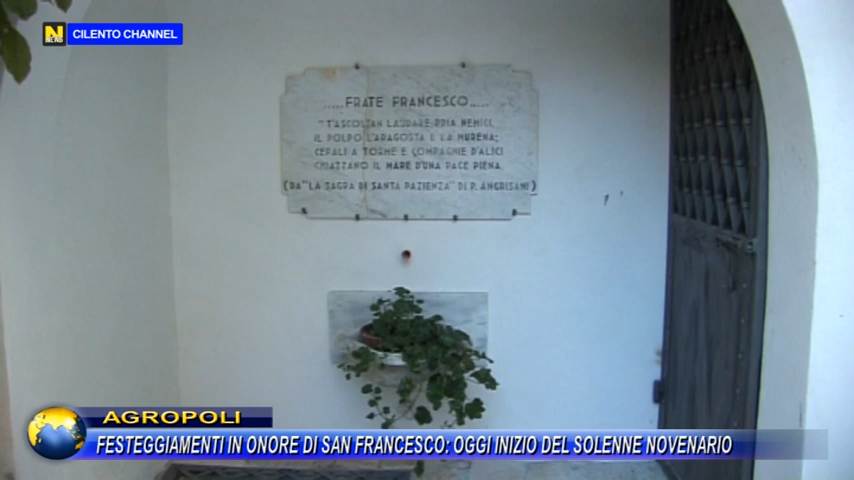 N
CILENTO CHANNEL
.....FRATE FRANCESCO.....
"T'ASCOLTAN LAUDARE PRIA NEMICI,
IL POLPO L'ARAGOSTA E LA MURENA;
CEFALI A TORME E COMPAGNIE D'ALICI
CHIAZZANO IL MARE D'UNA PACE PIENA.
(DA "LA SAGRA DI SANTA PAZIENZA" DI P. ANGRISANI)
AGROPOLI
FESTEGGIAMENTI IN ONORE DI SAN FRANCESCO: OGGI INIZIO DEL SOLENNE NOVENARIO